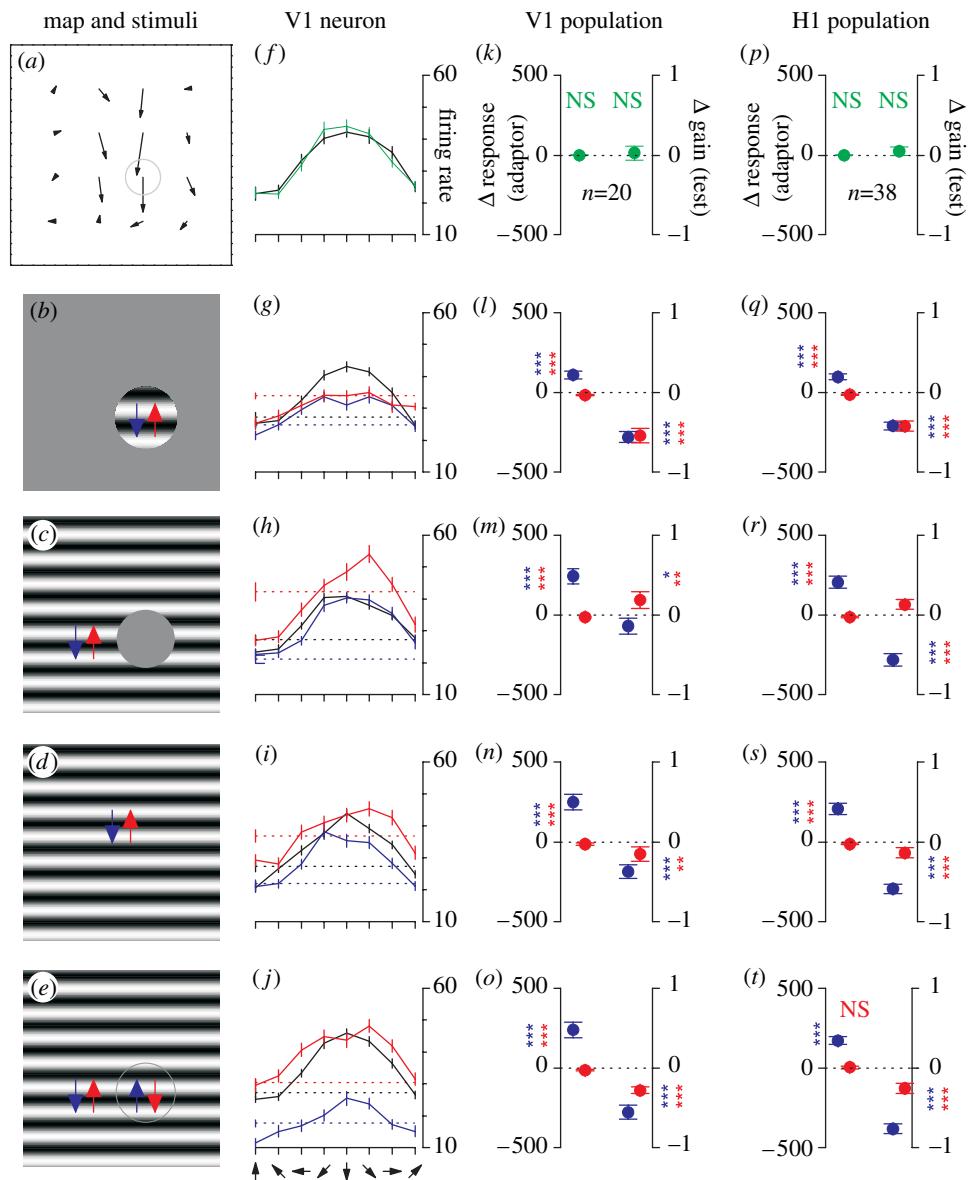 map and stimuli
V1 neuron
V1 population
H1 population
(a)
(f)
60
firing rate
10
(k)
500
0
–500
Δ response
(adaptor)
NS NS
n=20
1
0
–1
Δ gain (test)
(p)
500
0
–500
Δ response
(adaptor)
NS NS
n=38
1
0
–1
Δ gain (test)
(b)
(g)
60
10
(l)
500
0
–500
***
***
1
0
–1
***
***
(q)
500
0
–500
***
***
1
0
–1
***
***
(c)
(h)
60
10
(m)
500
0
–500
***
***
1
0
–1
*
**
(r)
500
0
–500
***
***
1
0
–1
***
***
(d)
(i)
60
10
(n)
500
0
–500
***
***
1
0
–1
***
**
(s)
500
0
–500
***
***
1
0
–1
***
***
(e)
(j)
60
10
(o)
500
0
–500
***
***
1
0
–1
***
***
(t)
500
0
–500
***
NS
1
0
–1
***
***